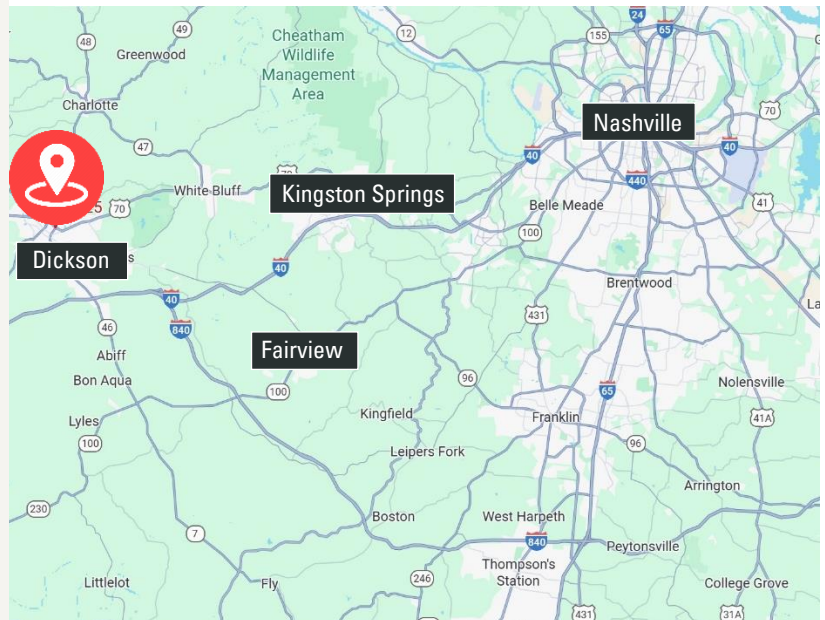 24
65
49
155
12
48
Greenwood
Cheatham
Wildlife
Management
Area
Charlotte
70
Nashville
47
40
40
White Bluff
Kingston Springs
440
70
41
Belle Meade
100
Dickson
40
Brentwood
40
431
46
840
Fairview
Abiff
Bon Aqua
96
65
Nolensville
100
Lyles
Kingfield
Franklin
41A
100
96
Leipers Fork
Arrington
230
Boston
West Harpeth
7
840
Peytonsville
Thompson's
Station
Littlelot
Fly
246
College Grove
431
31A